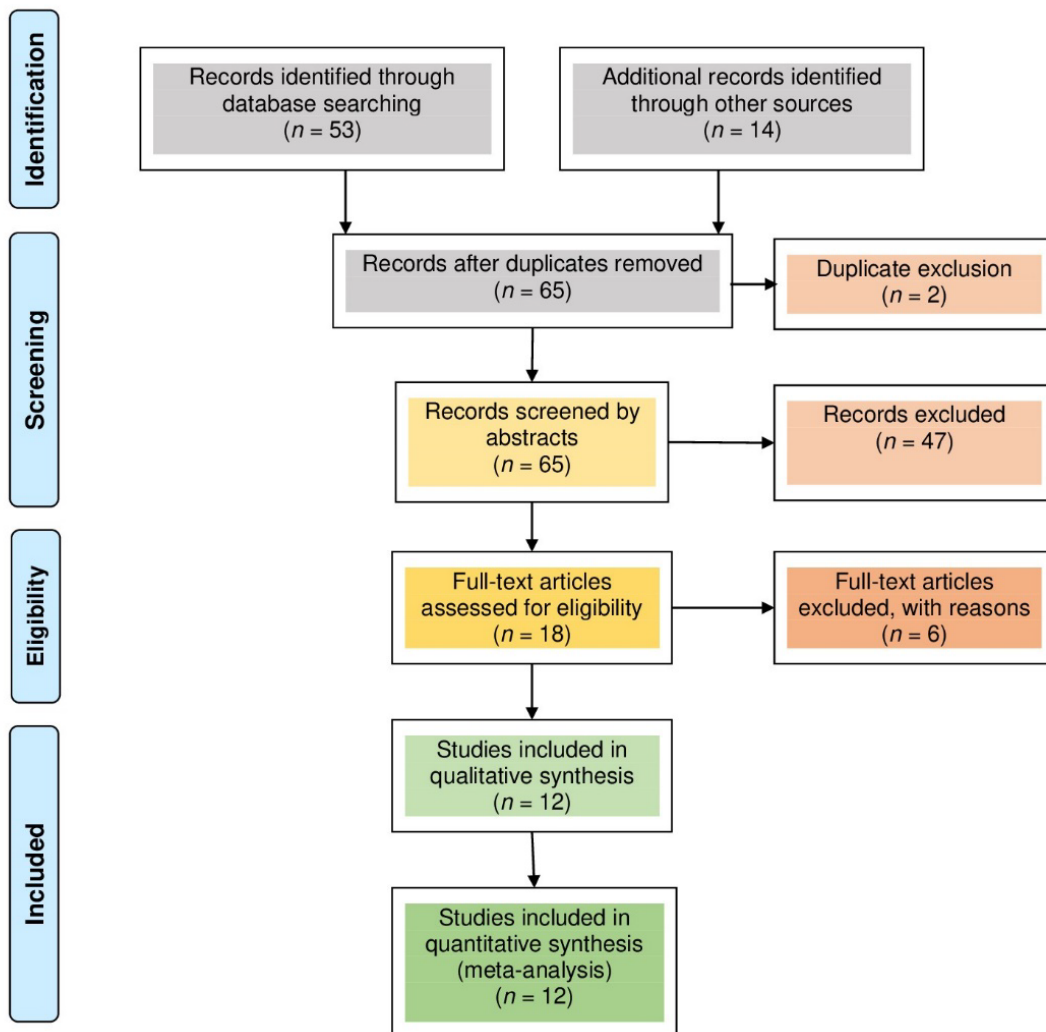 Identification
Records identified through
database searching
(n = 53)
Additional records identified
through other sources
(n = 14)
Screening
Records after duplicates removed
(n = 65)
Duplicate exclusion
(n = 2)
Records screened by
abstracts
(n = 65)
Records excluded
(n = 47)
Eligibility
Full-text articles
assessed for eligibility
(n = 18)
Full-text articles
excluded, with reasons
(n = 6)
Included
Studies included in
qualitative synthesis
(n = 12)
Studies included in
quantitative synthesis
(meta-analysis)
(n = 12)